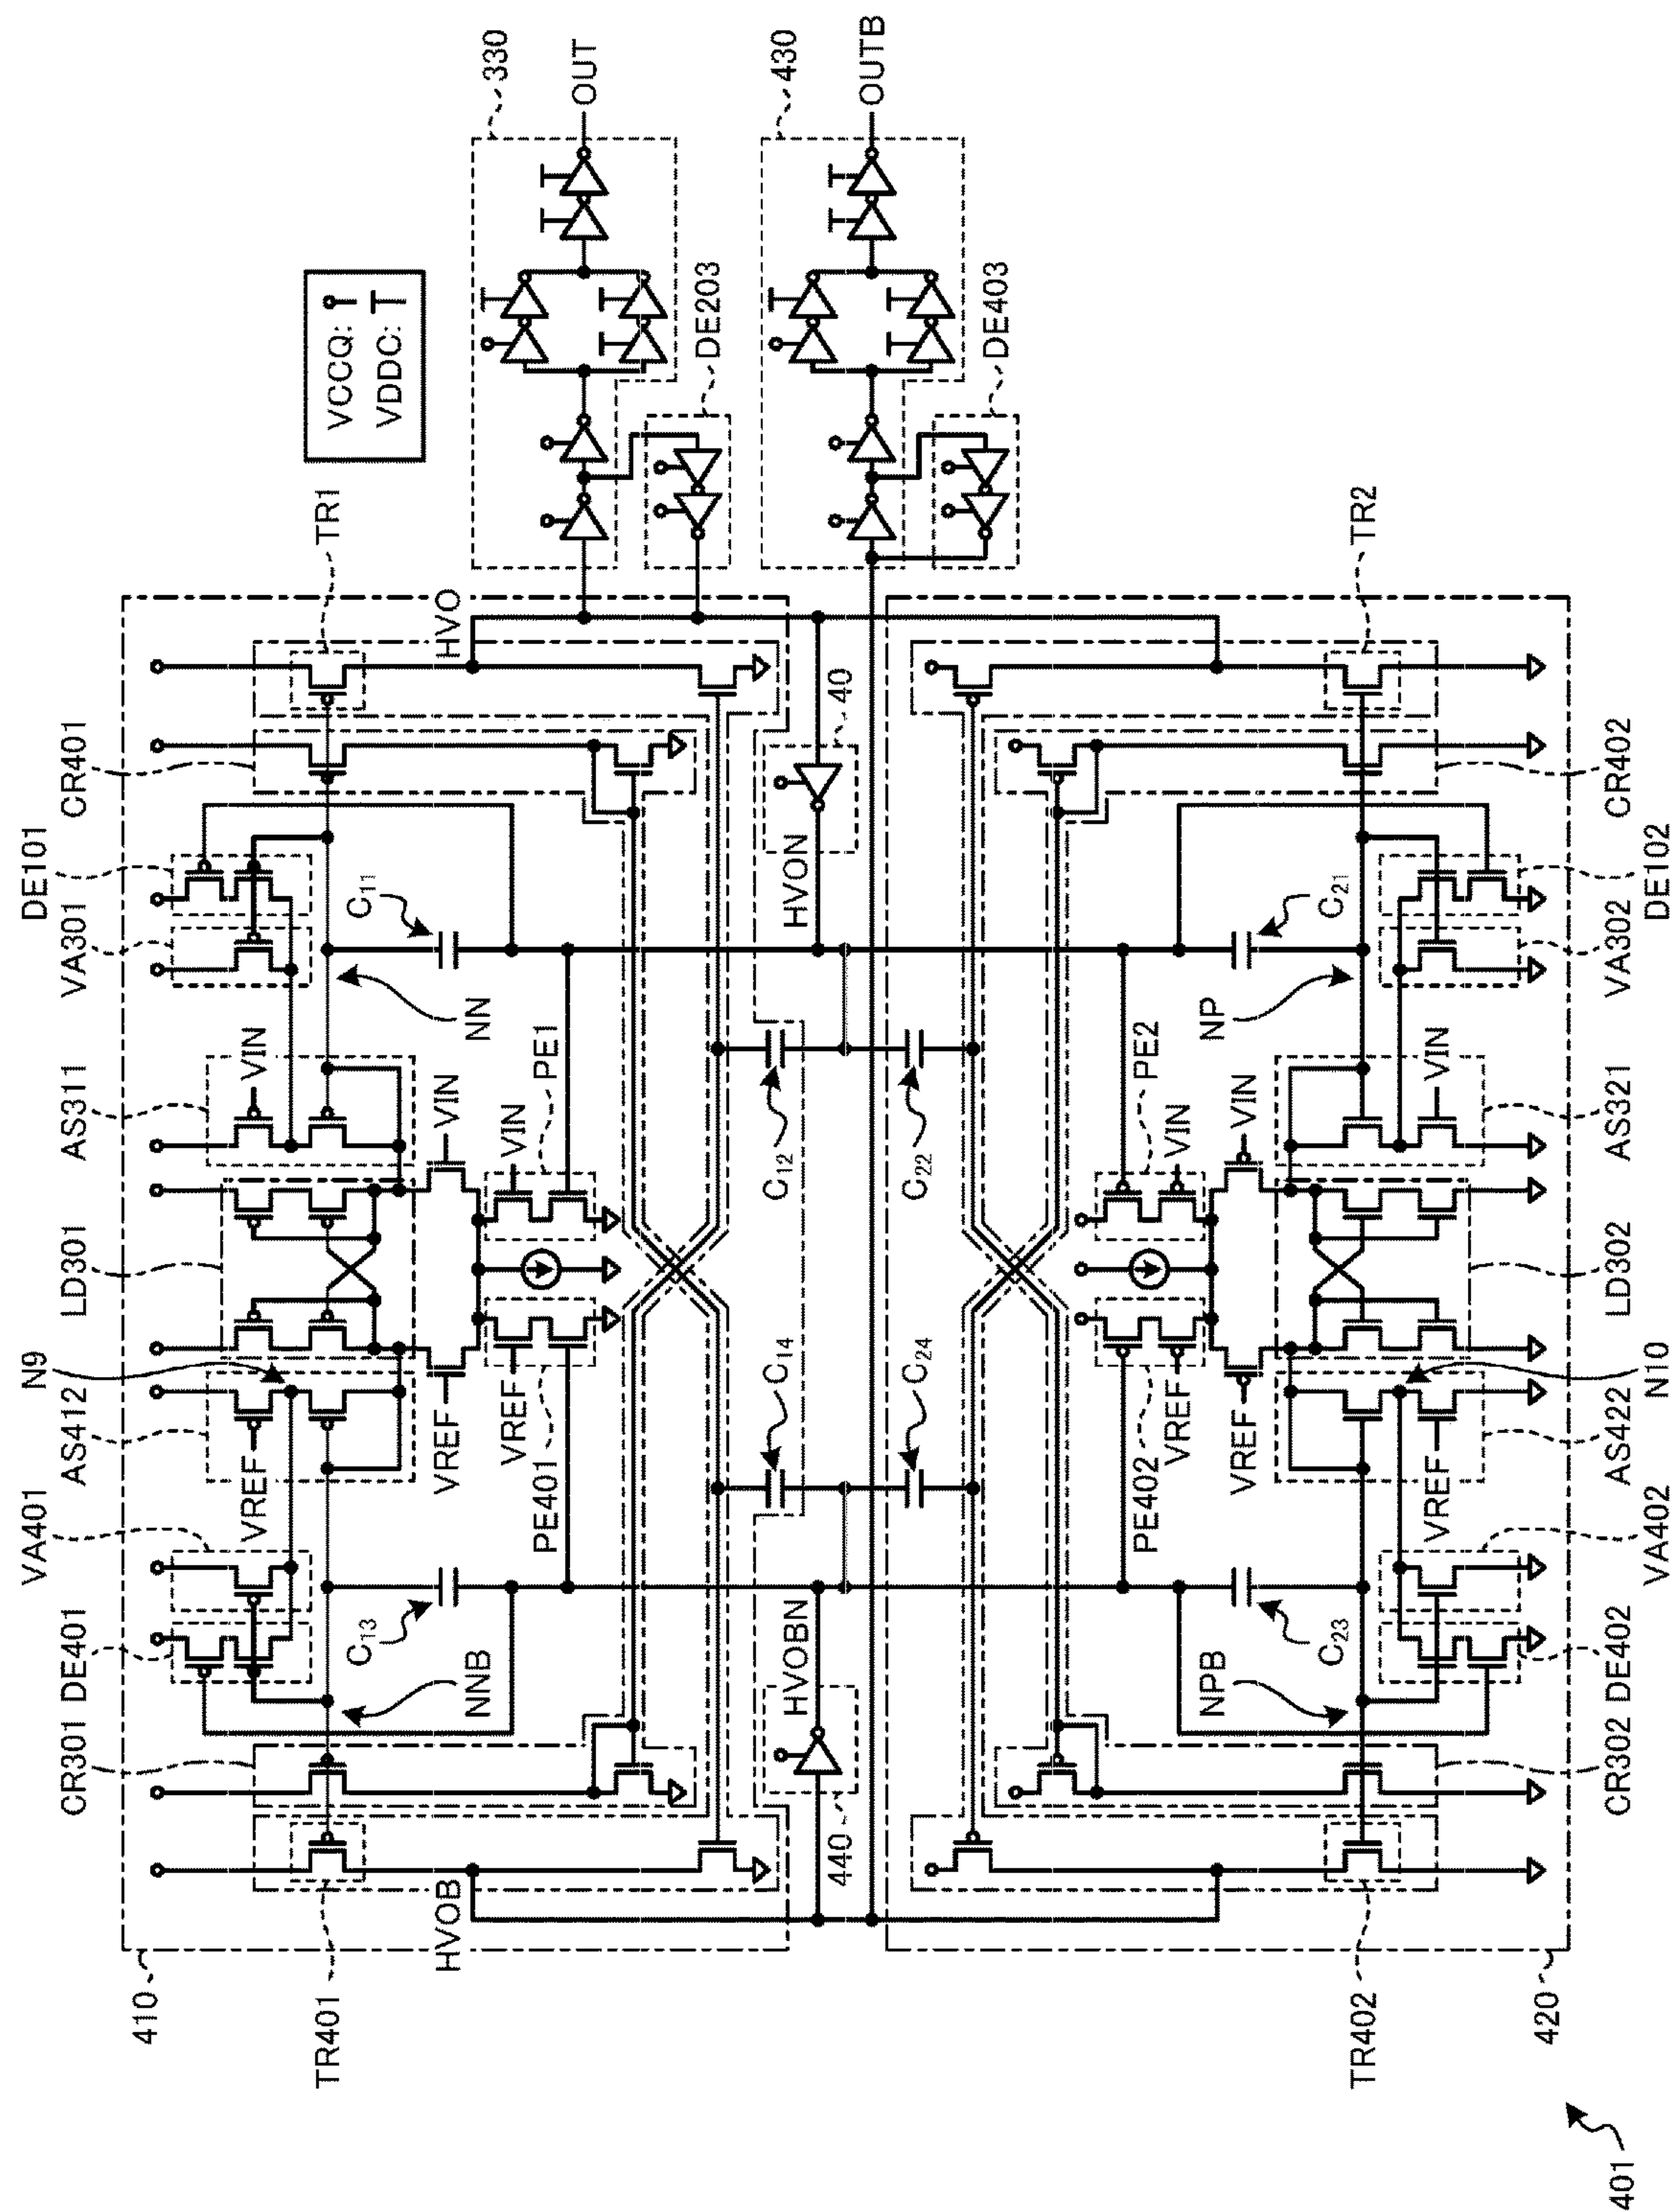 330
OUT
430
OUTB
VCCQ:
VDDC:
DE203
DE403
TR1
TR2
HVO
40
CR401
CR402
HVON
DE101
DE102
C11
C21
VA301
VA302
NN
NP
AS311
VIN
VIN
PE1
C12
C22
PE2
VIN
VIN
VIN
AS321
VIN
LD301
LD302
N9
C14
C24
N10
AS412
VREF
VREF
VREF
PE401
PE402
VREF
VREF
VREF
AS422
VA401
VA402
C13
C23
DE401
DE402
NNB
HVOBN
NPB
CR301
CR302
440
HVOB
TR401
TR402
410
420
401